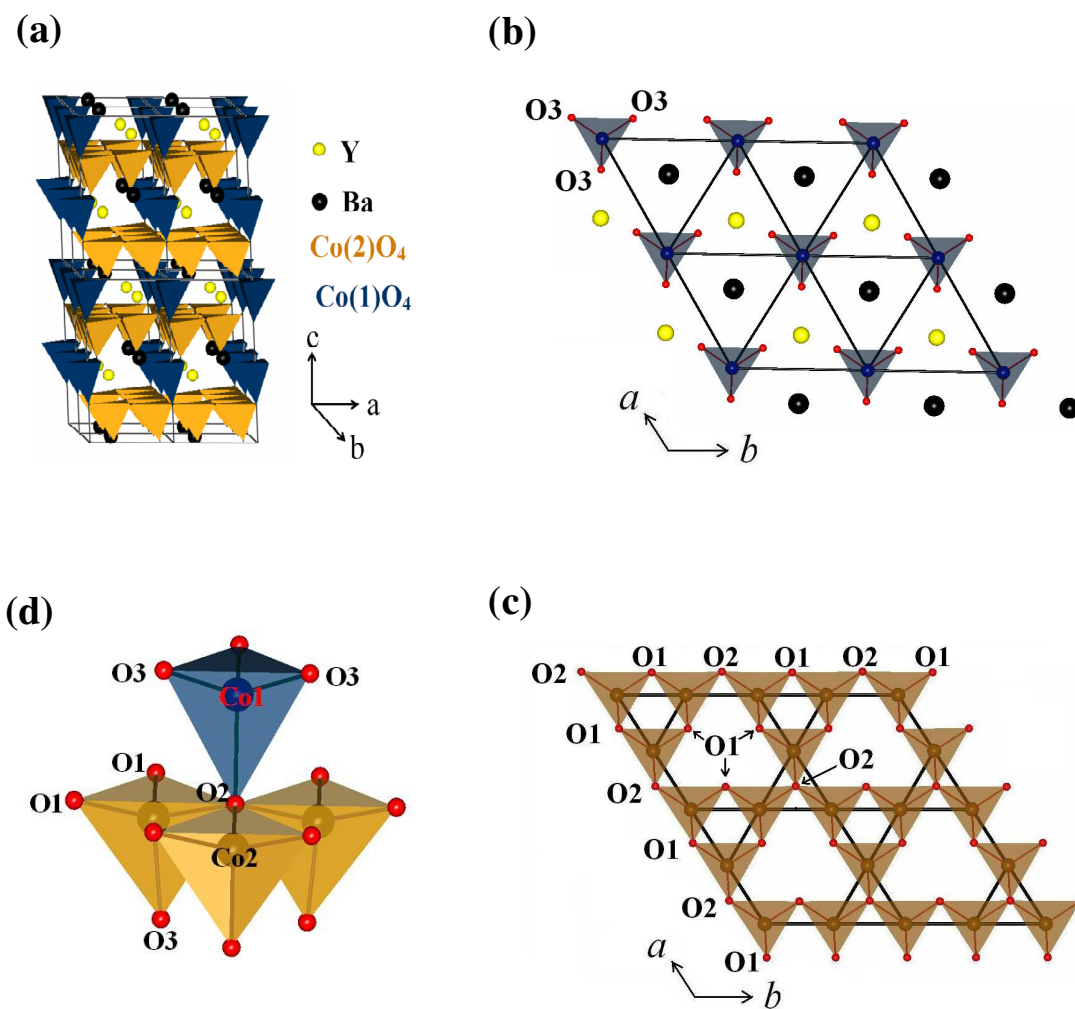 (a)
Y
Ba
Co(2)O₄
Co(1)O₄
c
a
b
(b)
O3 O3
O3
a
b
(d)
O3 Co1 O3
O1
O1 O2
Co2
O3
(c)
O2 O1 O2 O1 O2 O1
O1 O1
O2 O2
O1
O2
O1
a
b